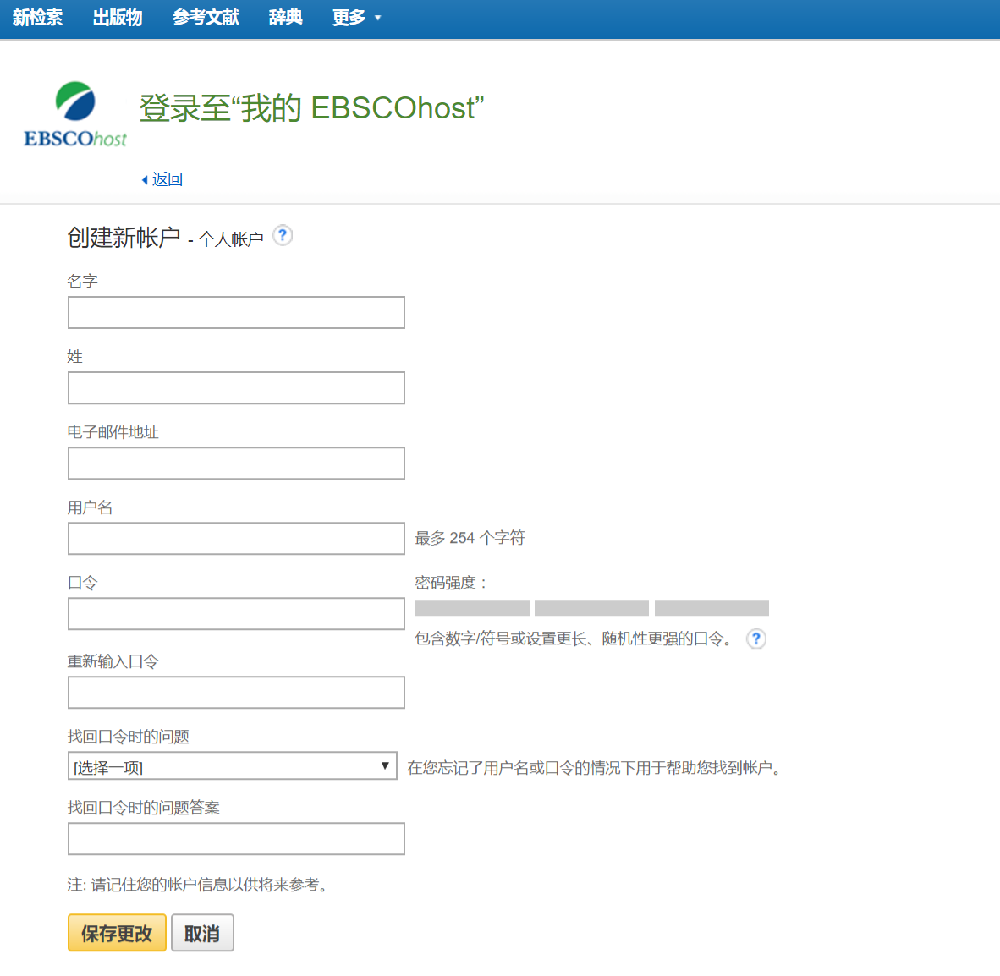 新检索 出版物 参考文献 辞典 更多
EBSCOhost
登录至“我的 EBSCOhost”
返回
创建新帐户 - 个人帐户 ?
名字
姓
电子邮件地址
用户名
最多 254 个字符
口令 密码强度：
包含数字/符号或设置更长、随机性更强的口令。 ?
重新输入口令
找回口令时的问题
[选择一项] 在您忘记了用户名或口令的情况下用于帮助您找到帐户。
找回口令时的问题答案
注: 请记住您的帐户信息以供将来参考。
保存更改 取消